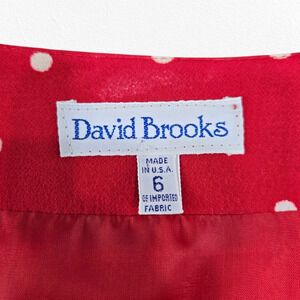 David Brooks
MADE
IN U.S.A.
6
OF IMPORTED
FABRIC